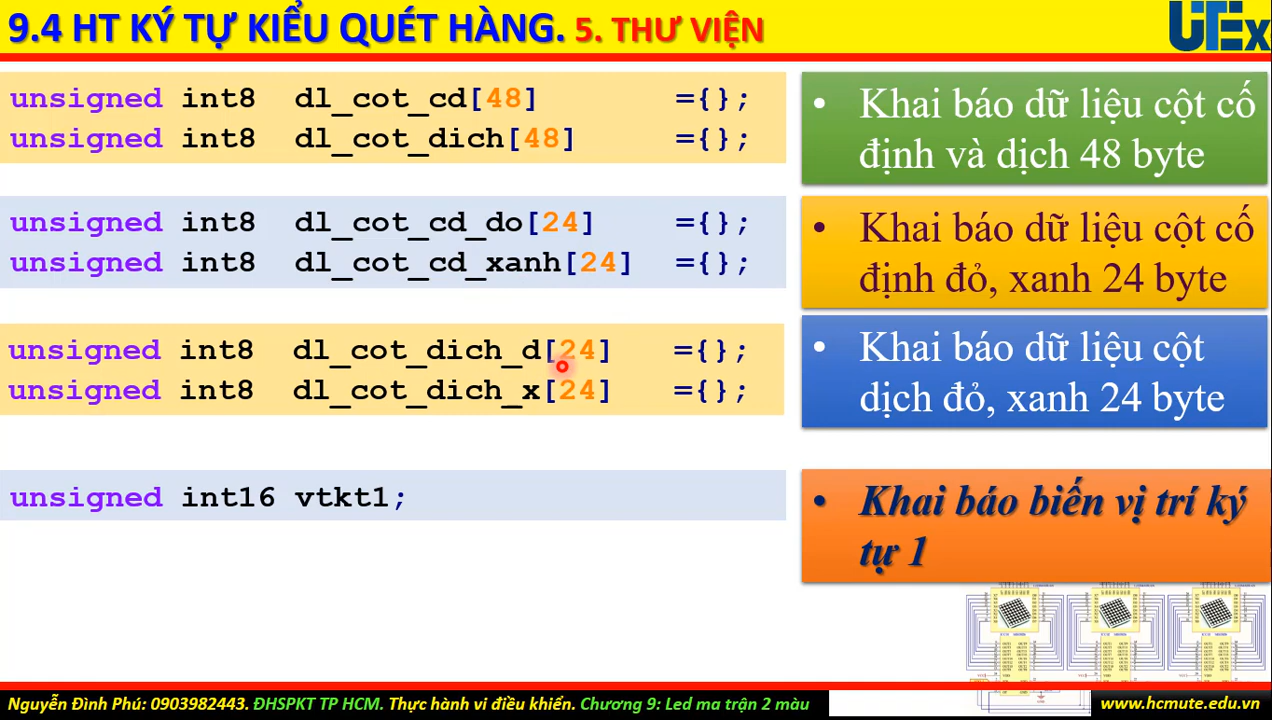 9.4 HT KÝ TỰ KIỂU QUÉT HÀNG. 5. THƯ VIỆN
UTEx
unsigned int8 dl_cot_cd[48] ={};
unsigned int8 dl_cot_dich[48] ={};
• Khai báo dữ liệu cột cố
định và dịch 48 byte
unsigned int8 dl_cot_cd_do[24] ={};
unsigned int8 dl_cot_cd_xanh[24] ={};
• Khai báo dữ liệu cột cố
định đỏ, xanh 24 byte
unsigned int8 dl_cot_dich_d[24] ={};
unsigned int8 dl_cot_dich_x[24] ={};
• Khai báo dữ liệu cột
dịch đỏ, xanh 24 byte
unsigned int16 vtkt1;
• Khai báo biến vị trí ký
tự 1
Nguyễn Đình Phú: 0903982443. ĐHSPKT TP HCM. Thực hành vi điều khiển. Chương 9: Led ma trận 2 màu
www.hcmute.edu.vn